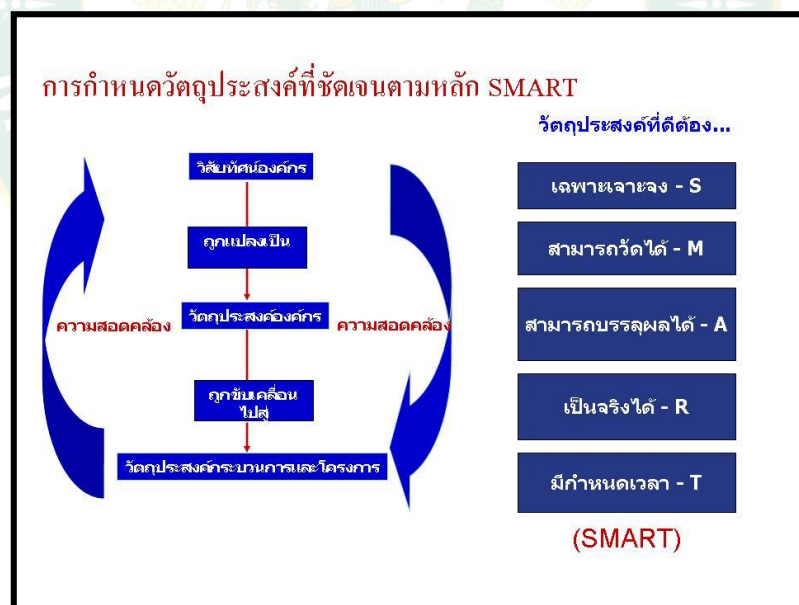 การกำหนดวัตถุประสงค์ที่ชัดเจนตามหลัก SMART
วิสัยทัศน์องค์กร
ถูกแปลงเป็น
วัตถุประสงค์องค์กร
ความสอดคล้อง
ความสอดคล้อง
ถูกขับเคลื่อน
ไปสู่
วัตถุประสงค์กระบวนการและโครงการ
วัตถุประสงค์ที่ดีต้อง...
เฉพาะเจาะจง - S
สามารถวัดได้ - M
สามารถบรรลุผลได้ - A
เป็นจริงได้ - R
มีกำหนดเวลา - T
(SMART)